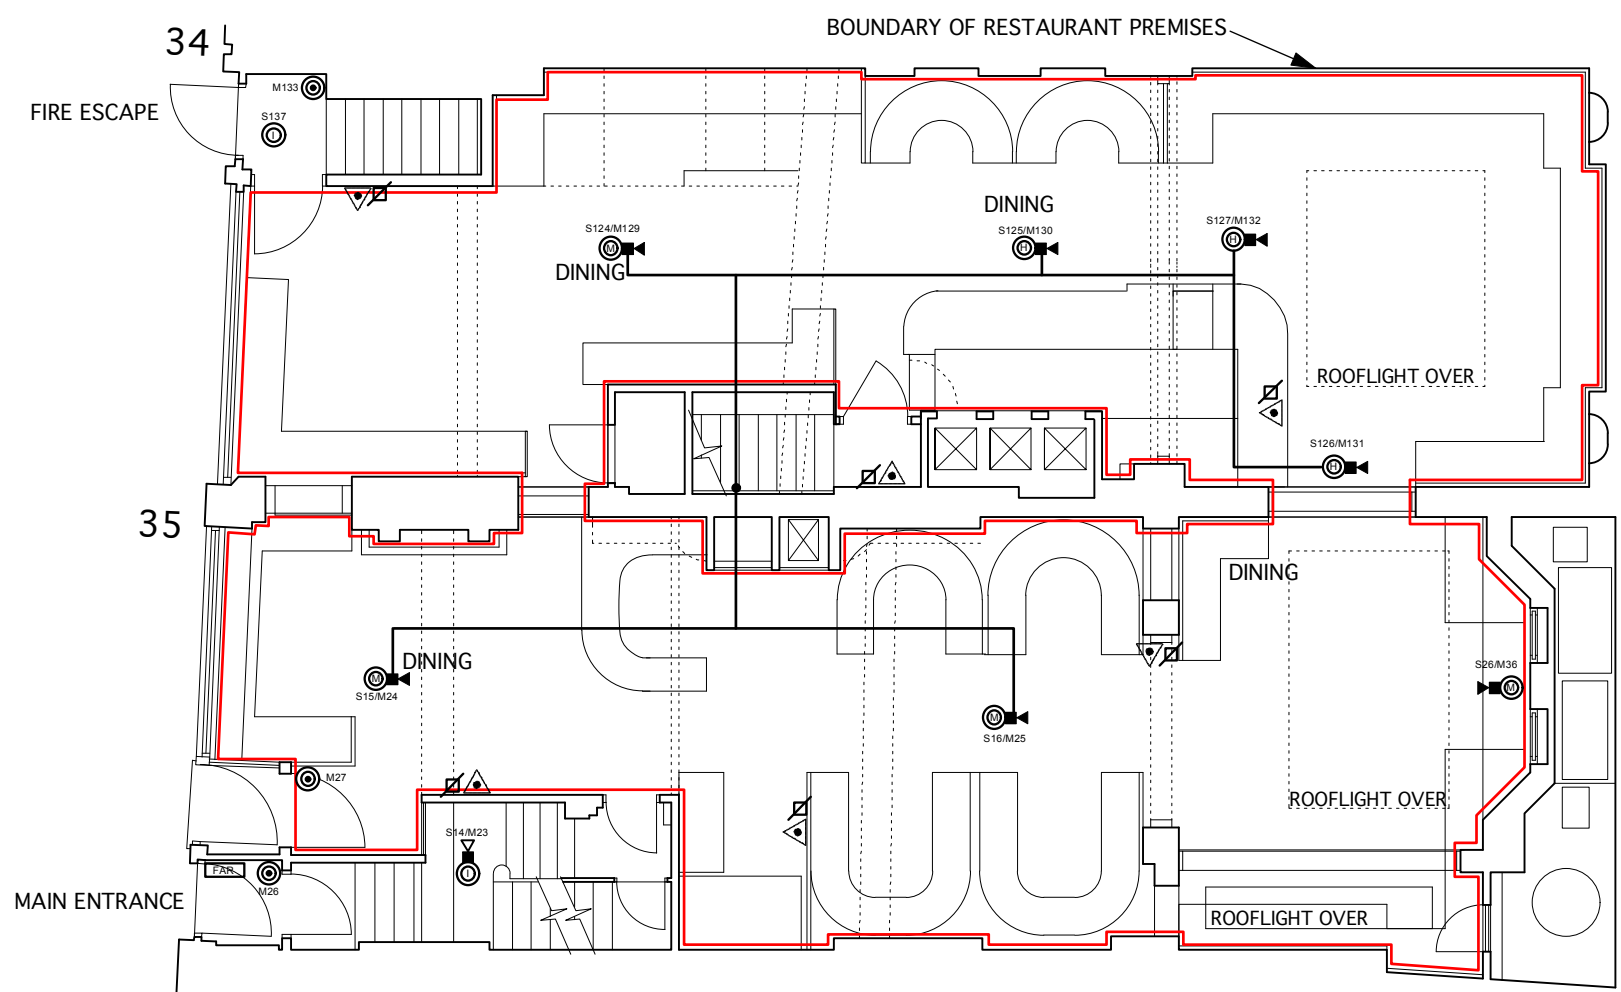 BOUNDARY OF RESTAURANT PREMISES
34
M133
FIRE ESCAPE
S137
I
DINING
S124/M129
M
S125/M130
H
S127/M132
H
DINING
ROOFLIGHT OVER
S126/M131
H
35
DINING
DINING
M
S15/M24
S26/M36
M
M
S16/M25
M27
ROOFLIGHT OVER
S14/M23
I
FAR
M26
MAIN ENTRANCE
ROOFLIGHT OVER